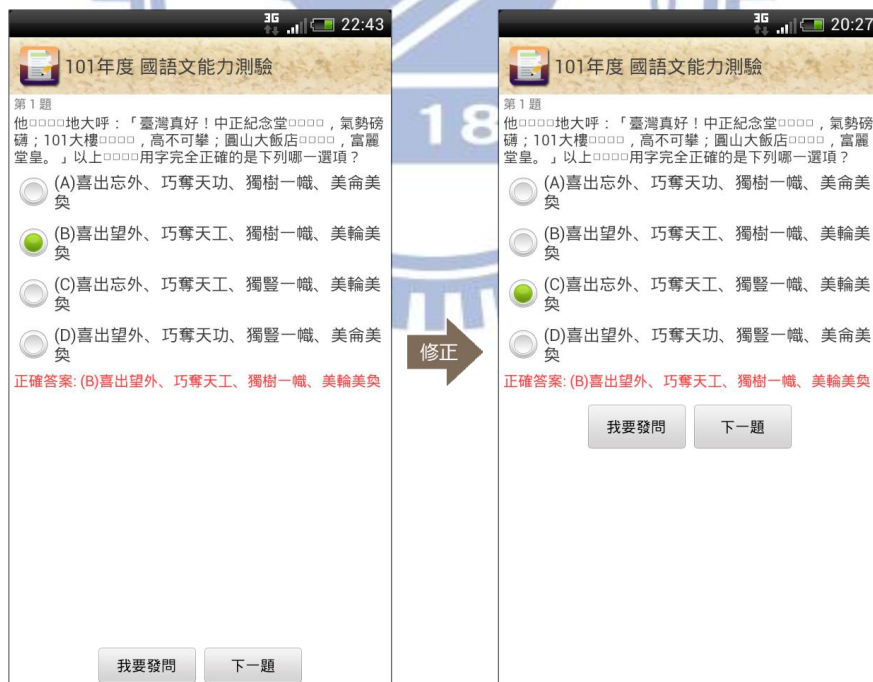 3G 22:43
101年度 國語文能力測驗
第1題
他□□□□地大呼：「臺灣真好！中正紀念堂□□□□，氣勢磅
礴；101大樓□□□□，高不可攀；圓山大飯店□□□□，富麗
堂皇。」以上□□□□用字完全正確的是下列哪一選項？
(A)喜出忘外、巧奪天功、獨樹一幟、美侖美
奐
(B)喜出望外、巧奪天工、獨樹一幟、美輪美
奐
(C)喜出忘外、巧奪天工、獨豎一幟、美輪美
奐
(D)喜出望外、巧奪天功、獨豎一幟、美侖美
奐
正確答案: (B)喜出望外、巧奪天工、獨樹一幟、美輪美奐
我要發問 下一題
修正
18
3G 20:27
101年度 國語文能力測驗
第1題
他□□□□地大呼：「臺灣真好！中正紀念堂□□□□，氣勢磅
礴；101大樓□□□□，高不可攀；圓山大飯店□□□□，富麗
堂皇。」以上□□□□用字完全正確的是下列哪一選項？
(A)喜出忘外、巧奪天功、獨樹一幟、美侖美
奐
(B)喜出望外、巧奪天工、獨樹一幟、美輪美
奐
(C)喜出忘外、巧奪天工、獨豎一幟、美輪美
奐
(D)喜出望外、巧奪天功、獨豎一幟、美侖美
奐
正確答案: (B)喜出望外、巧奪天工、獨樹一幟、美輪美奐
我要發問 下一題